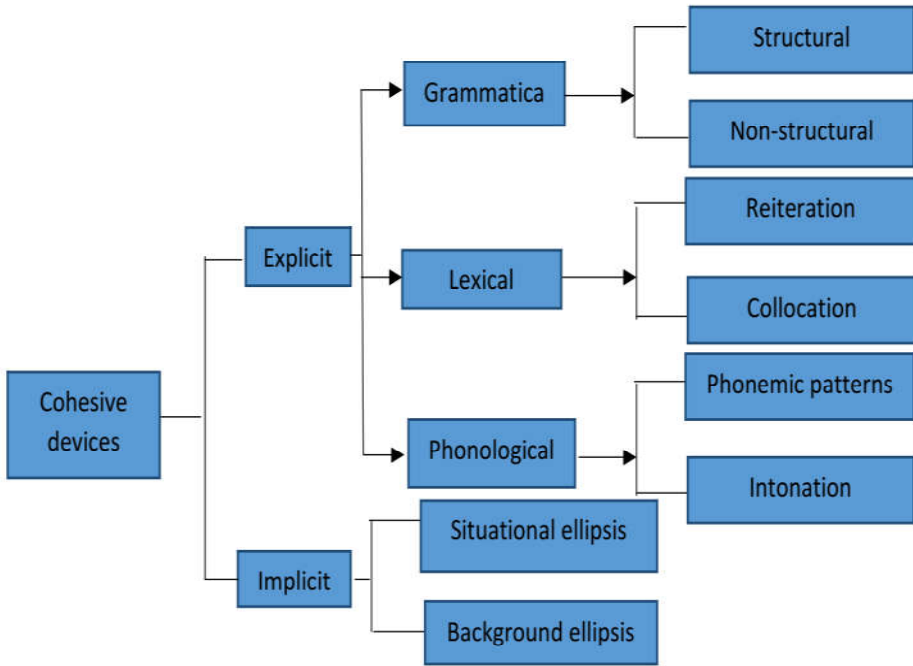 Structural
Grammatica
Non-structural
Reiteration
Explicit
Lexical
Collocation
Cohesive
devices
Phonemic patterns
Phonological
Intonation
Situational ellipsis
Implicit
Background ellipsis